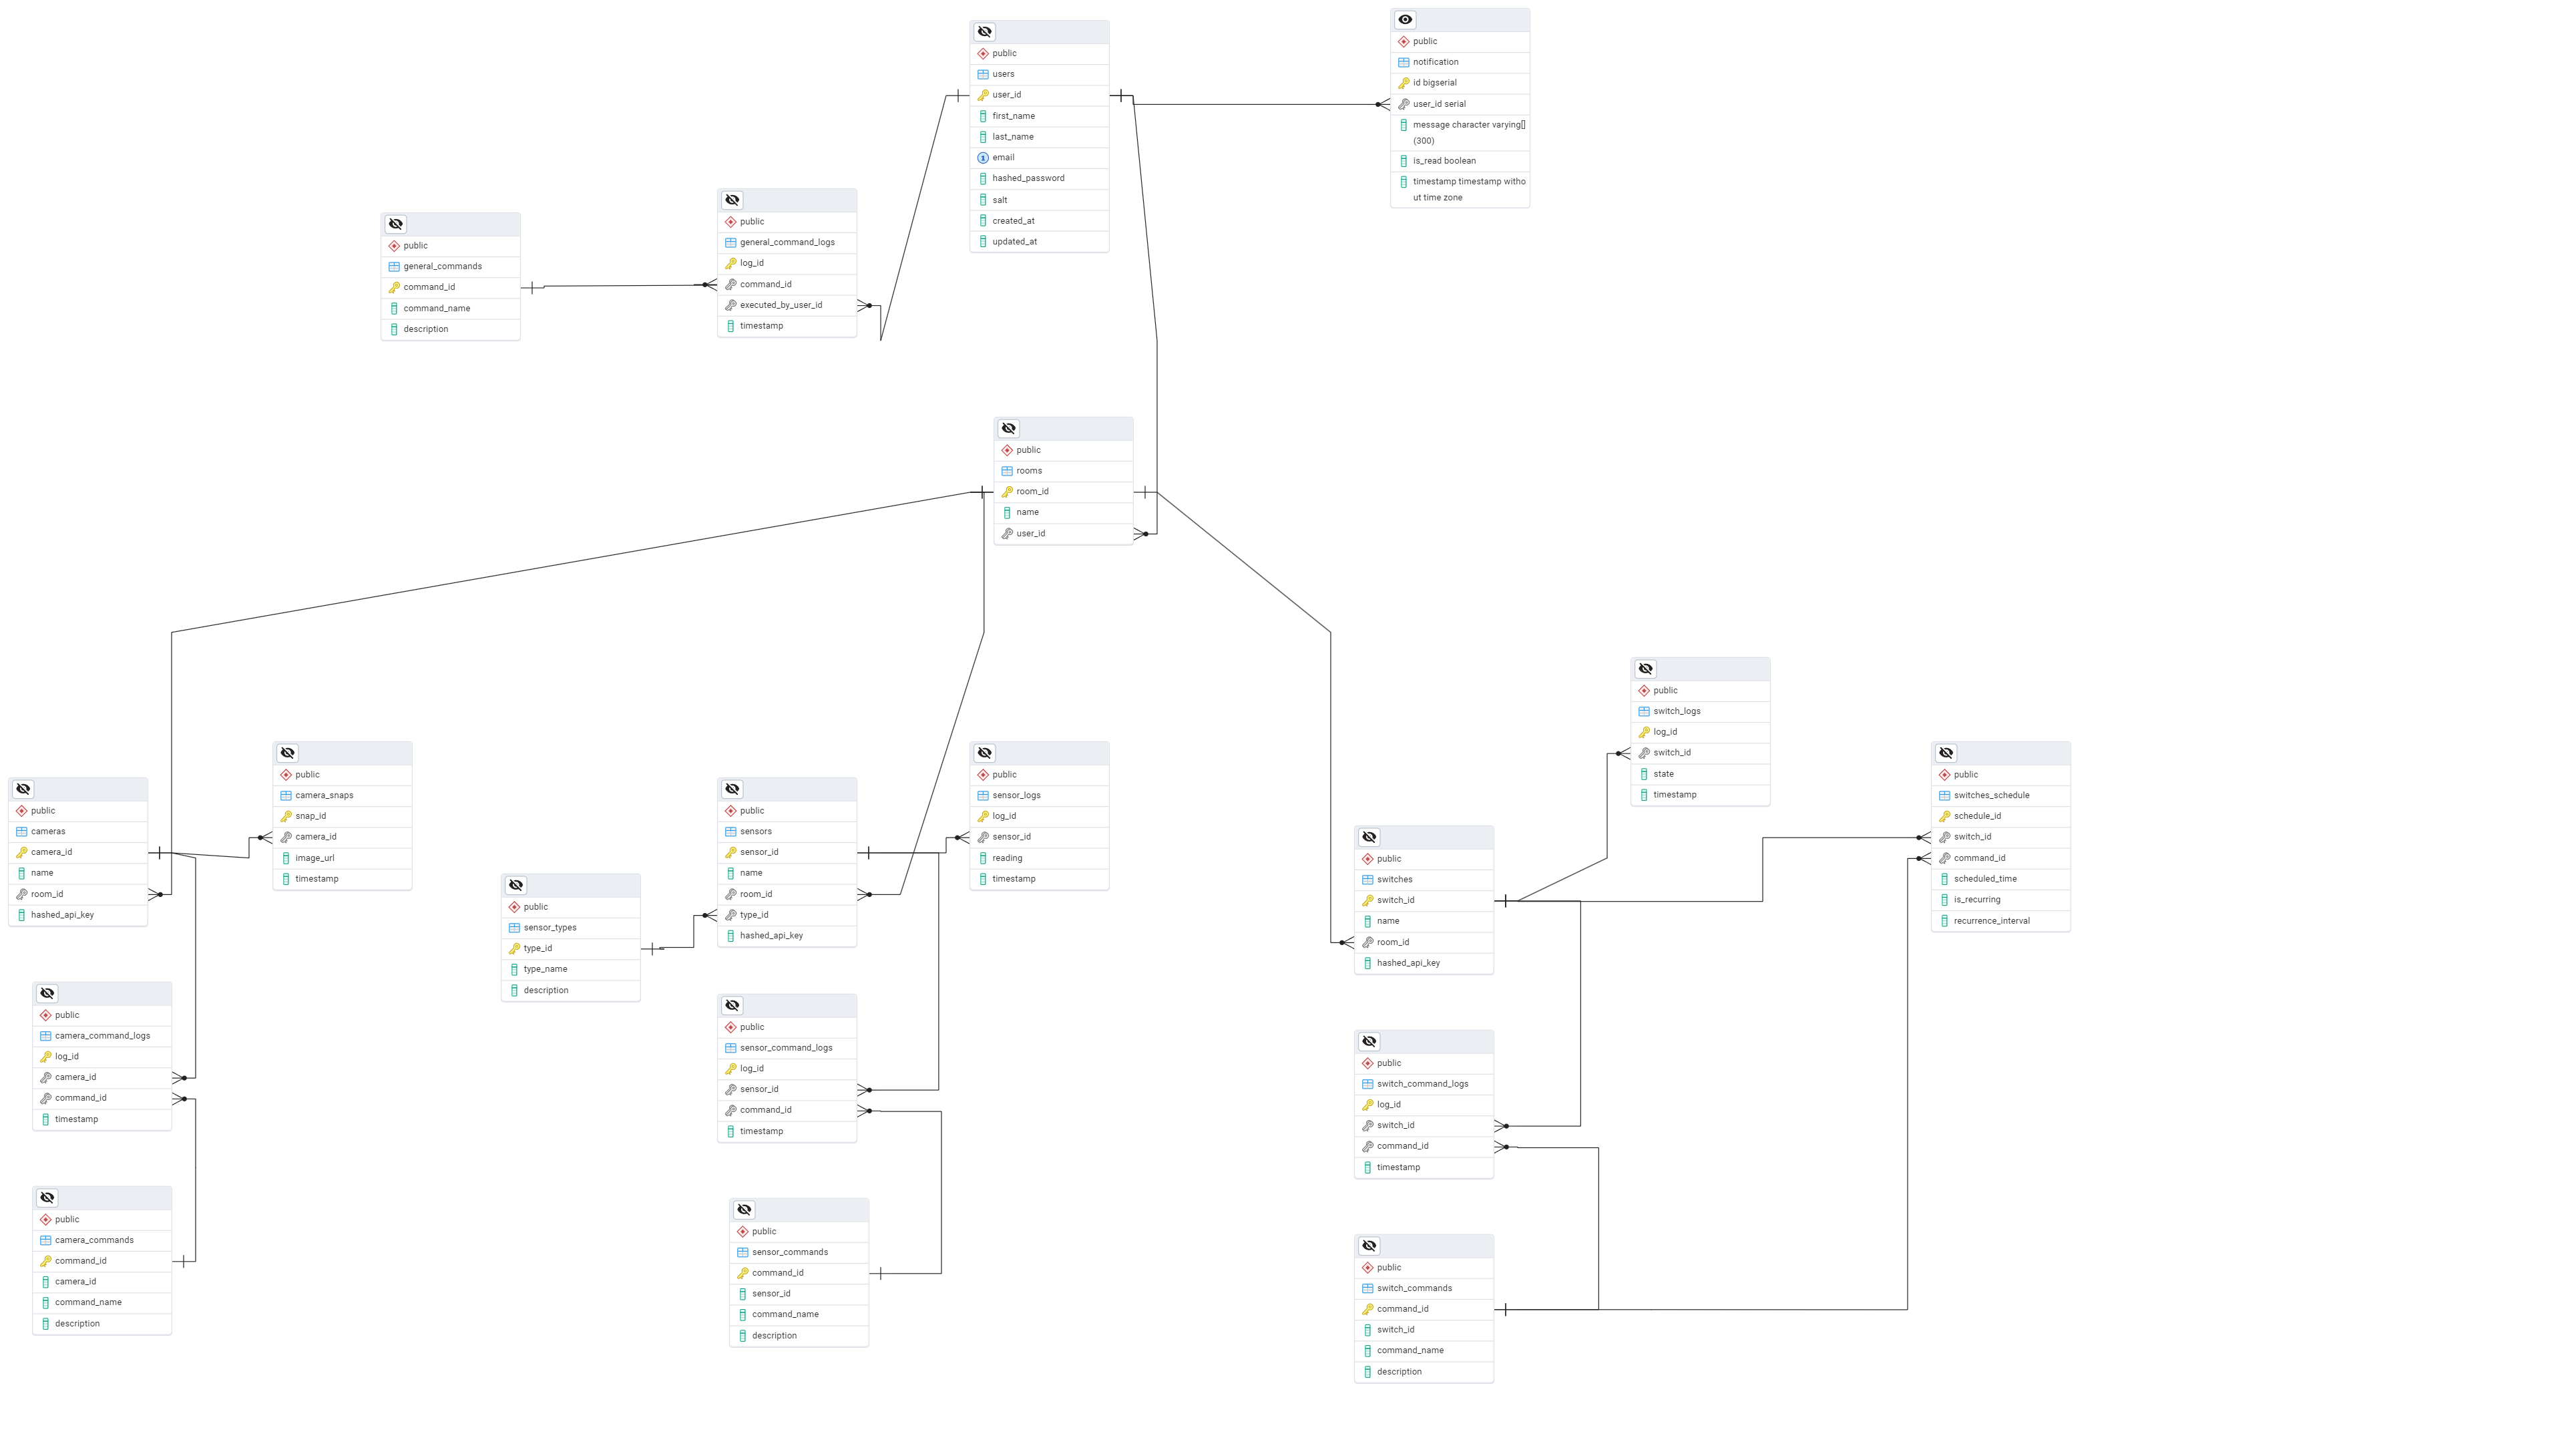 public
users
user_id
first_name
last_name
email
hashed_password
salt
created_at
updated_at
public
notification
id bigserial
user_id serial
message character varying[]
(300)
is_read boolean
timestamp timestamp witho
ut time zone
public
general_commands
command_id
command_name
description
public
general_command_logs
log_id
command_id
executed_by_user_id
timestamp
public
rooms
room_id
name
user_id
public
cameras
camera_id
name
room_id
hashed_api_key
public
camera_snaps
snap_id
camera_id
image_url
timestamp
public
sensor_types
type_id
type_name
description
public
sensors
sensor_id
name
room_id
type_id
hashed_api_key
public
sensor_logs
log_id
sensor_id
reading
timestamp
public
switches
switch_id
name
room_id
hashed_api_key
public
switch_logs
log_id
switch_id
state
timestamp
public
switches_schedule
schedule_id
switch_id
command_id
scheduled_time
is_recurring
recurrence_interval
public
camera_command_logs
log_id
camera_id
command_id
timestamp
public
sensor_command_logs
log_id
sensor_id
command_id
timestamp
public
switch_command_logs
log_id
switch_id
command_id
timestamp
public
camera_commands
command_id
camera_id
command_name
description
public
sensor_commands
command_id
sensor_id
command_name
description
public
switch_commands
command_id
switch_id
command_name
description